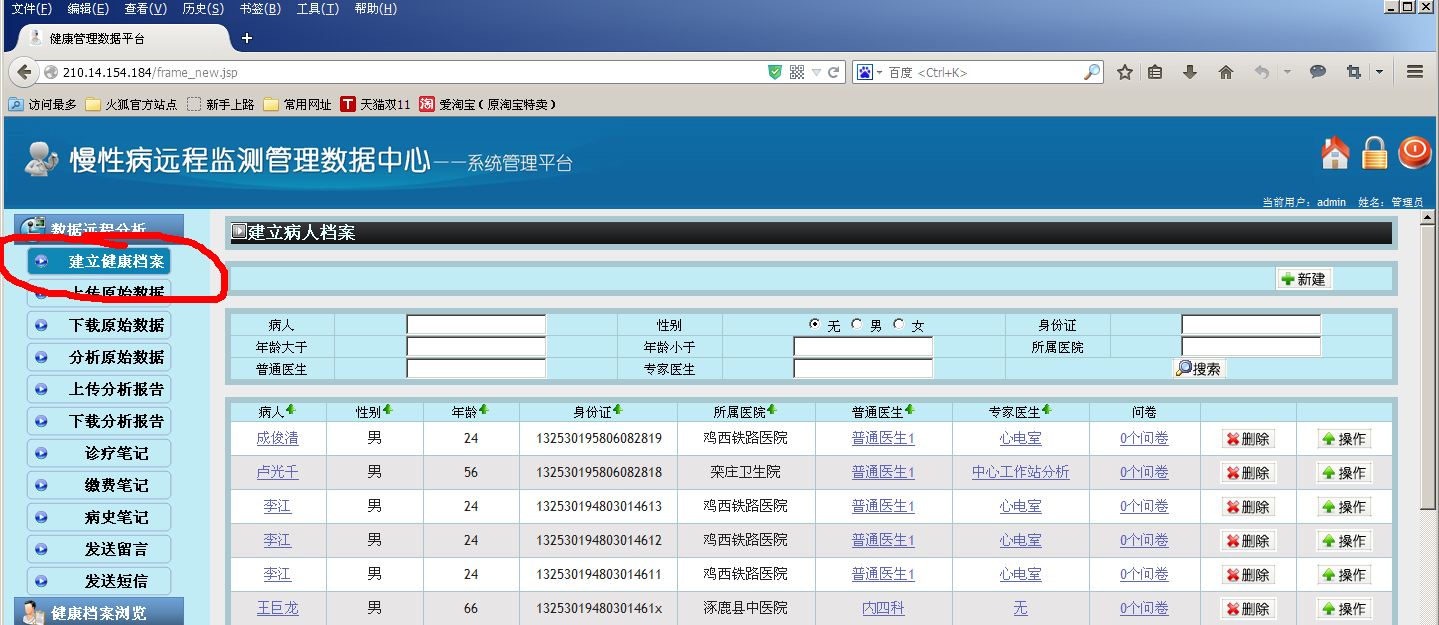 文件(F) 编辑(E) 查看(V) 历史(S) 书签(B) 工具(T) 帮助(H)
健康管理数据平台 +
210.14.154.184/frame_new.jsp 百度 <Ctrl+K>
访问最多 火狐官方站点 新手上路 常用网址 T 天猫双11 淘 爱淘宝（原淘宝特卖）
慢性病远程监测管理数据中心——系统管理平台
当前用户：admin 姓名：管理员
数据远程分析
建立健康档案
上传原始数据
下载原始数据
分析原始数据
上传分析报告
下载分析报告
诊疗笔记
缴费笔记
病史笔记
发送留言
发送短信
健康档案浏览
建立病人档案
新建
病人 性别 无 男 女 身份证
年龄大于 年龄小于 所属医院
普通医生 专家医生 搜索
病人 性别 年龄 身份证 所属医院 普通医生 专家医生 问卷
成俊清 男 24 132530195806082819 鸡西铁路医院 普通医生1 心电室 0个问卷 删除 操作
卢光千 男 56 132530195806082818 栾庄卫生院 普通医生1 中心工作站分析 0个问卷 删除 操作
李江 男 24 132530194803014613 鸡西铁路医院 普通医生1 心电室 0个问卷 删除 操作
李江 男 24 132530194803014612 鸡西铁路医院 普通医生1 心电室 0个问卷 删除 操作
李江 男 24 132530194803014611 鸡西铁路医院 普通医生1 心电室 0个问卷 删除 操作
王巨龙 男 66 13253019480301461x 涿鹿县中医院 内四科 无 0个问卷 删除 操作